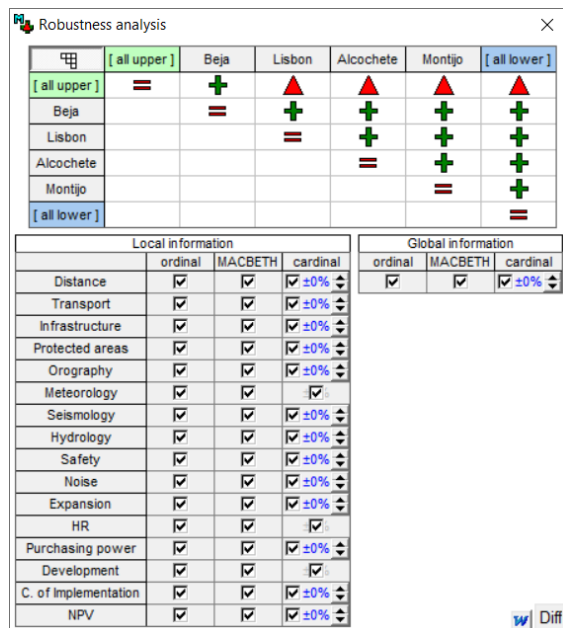 Robustness analysis
[ all upper ] Beja Lisbon Alcochete Montijo [ all lower ]
[ all upper ]
Beja
Lisbon
Alcochete
Montijo
[ all lower ]
Local information
ordinal MACBETH cardinal
Distance ±0%
Transport ±0%
Infrastructure ±0%
Protected areas ±0%
Orography ±0%
Meteorology
Seismology ±0%
Hydrology ±0%
Safety ±0%
Noise ±0%
Expansion ±0%
HR
Purchasing power ±0%
Development
C. of Implementation ±0%
NPV ±0%
Global information
ordinal MACBETH cardinal
±0%
Diff